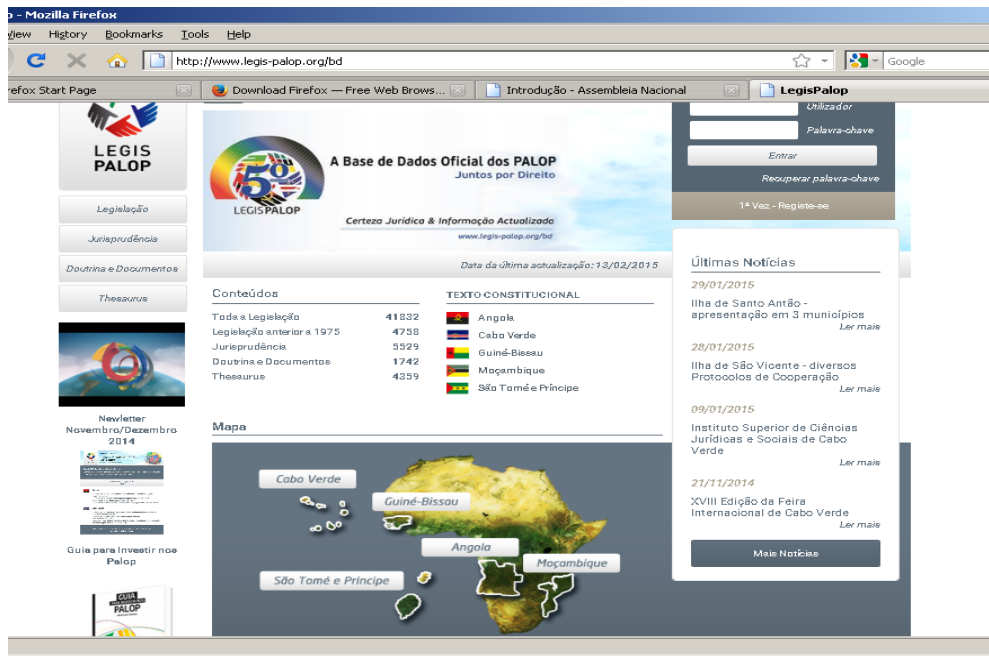 o - Mozilla Firefox
View History Bookmarks Tools Help
http://www.legis-palop.org/bd
Google
refox Start Page
Download Firefox — Free Web Brows...
Introdução - Assembleia Nacional
LegisPalop
LEGIS
PALOP
Legislação
Jurisprudência
Doutrina e Documentos
Thesaurus
Newletter
Novembro/Dezembro
2014
Guia para Investir nos
Palop
GUIA
PALOP
5º
LEGISPALOP
A Base de Dados Oficial dos PALOP
Juntos por Direito
Certeza Jurídica & Informação Actualizada
www.legis-palop.org/bd
Data da última actualização: 13/02/2015
Conteúdos
Toda a Legislação 41832
Legislação anterior a 1975 4758
Jurisprudência 5529
Doutrina e Documentos 1742
Thesaurus 4359
TEXTO CONSTITUCIONAL
Angola
Cabo Verde
Guiné-Bissau
Moçambique
São Tomé e Príncipe
Mapa
Cabo Verde
Guiné-Bissau
Angola
Moçambique
São Tomé e Principe
Utilizador
Palavra-chave
Entrar
Recuperar palavra-chave
1ª Vez - Registe-se
Últimas Notícias
29/01/2015
Ilha de Santo Antão -
apresentação em 3 municípios
Ler mais
28/01/2015
Ilha de São Vicente - diversos
Protocolos de Cooperação
Ler mais
09/01/2015
Instituto Superior de Ciências
Jurídicas e Sociais de Cabo
Verde
Ler mais
21/11/2014
XVIII Edição da Feira
Internacional de Cabo Verde
Ler mais
Mais Notícias